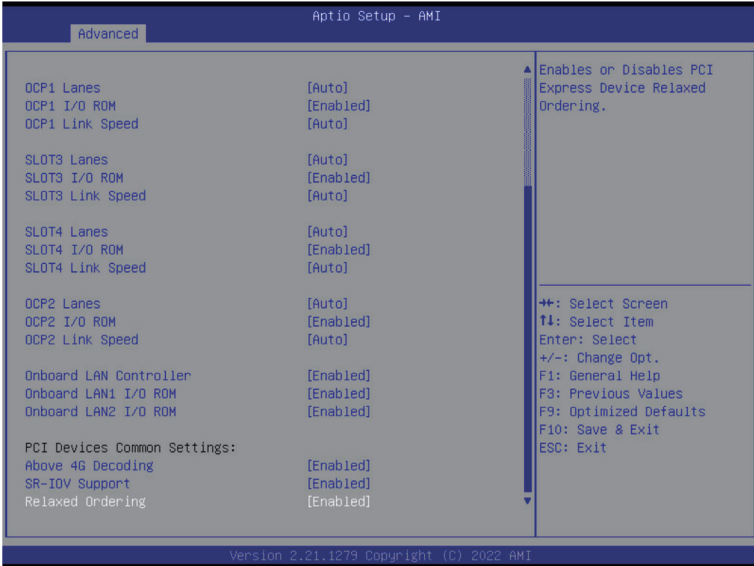 Aptio Setup – AMI
Advanced
OCP1 Lanes [Auto]
OCP1 I/O ROM [Enabled]
OCP1 Link Speed [Auto]
SLOT3 Lanes [Auto]
SLOT3 I/O ROM [Enabled]
SLOT3 Link Speed [Auto]
SLOT4 Lanes [Auto]
SLOT4 I/O ROM [Enabled]
SLOT4 Link Speed [Auto]
OCP2 Lanes [Auto]
OCP2 I/O ROM [Enabled]
OCP2 Link Speed [Auto]
Onboard LAN Controller [Enabled]
Onboard LAN1 I/O ROM [Enabled]
Onboard LAN2 I/O ROM [Enabled]
PCI Devices Common Settings:
Above 4G Decoding [Enabled]
SR-IOV Support [Enabled]
Relaxed Ordering [Enabled]
Enables or Disables PCI
Express Device Relaxed
Ordering.
→←: Select Screen
↑↓: Select Item
Enter: Select
+/-: Change Opt.
F1: General Help
F3: Previous Values
F9: Optimized Defaults
F10: Save & Exit
ESC: Exit
Version 2.21.1279 Copyright (C) 2022 AMI